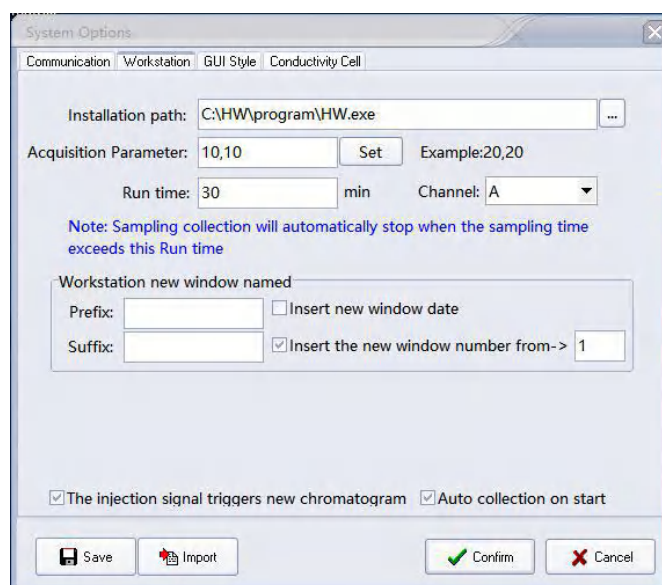 System Options
Communication Workstation GUI Style Conductivity Cell
Installation path: C:\HW\program\HW.exe ...
Acquisition Parameter: 10,10 Set Example:20,20
Run time: 30 min Channel: A
Note: Sampling collection will automatically stop when the sampling time
exceeds this Run time
Workstation new window named
Prefix: Insert new window date
Suffix: Insert the new window number from-> 1
The injection signal triggers new chromatogram Auto collection on start
Save Import Confirm Cancel